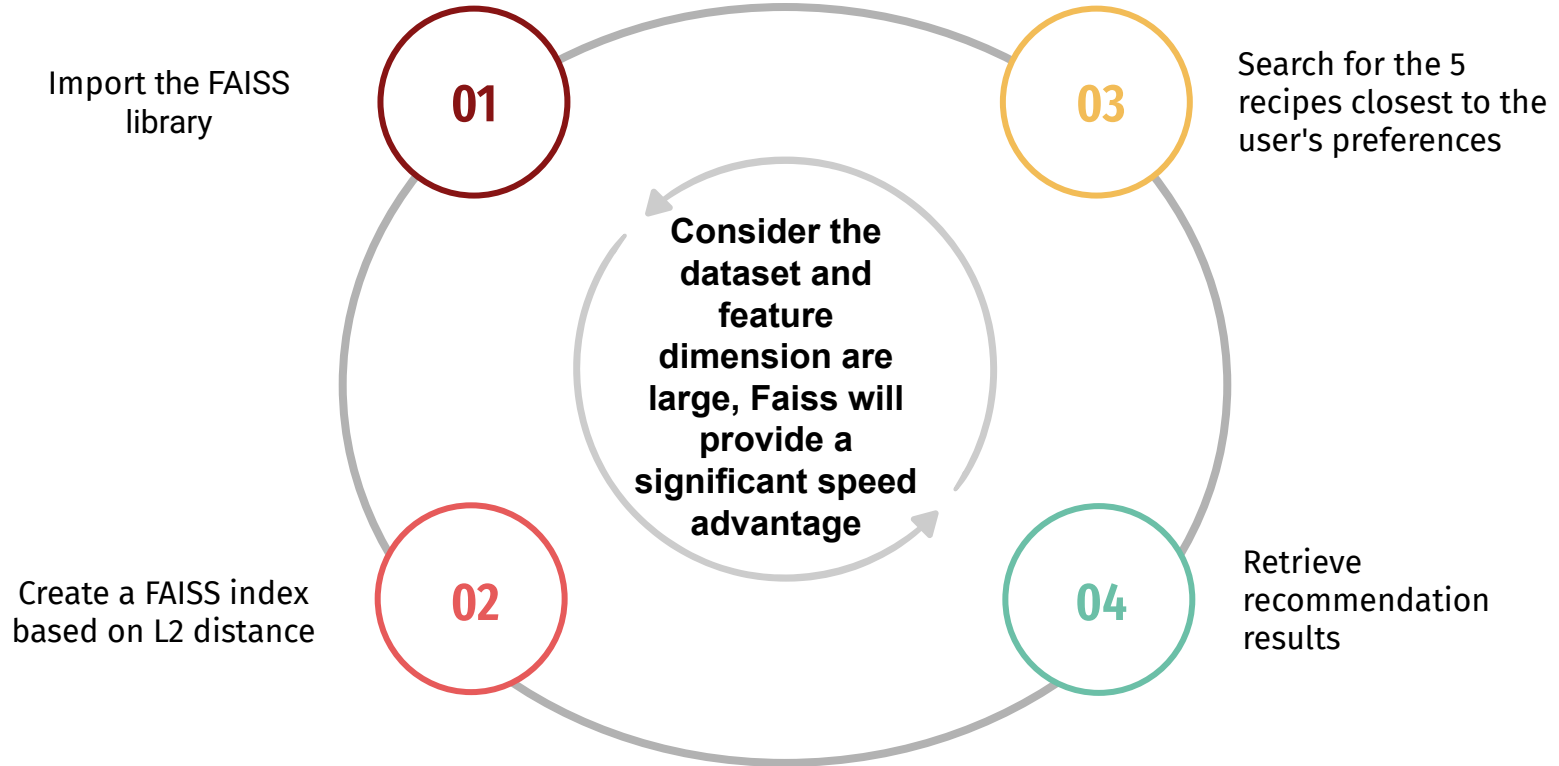 01
Import the FAISS
library
02
Create a FAISS index
based on L2 distance
03
Search for the 5
recipes closest to the
user's preferences
04
Retrieve
recommendation
results
Consider the
dataset and
feature
dimension are
large, Faiss will
provide a
significant speed
advantage